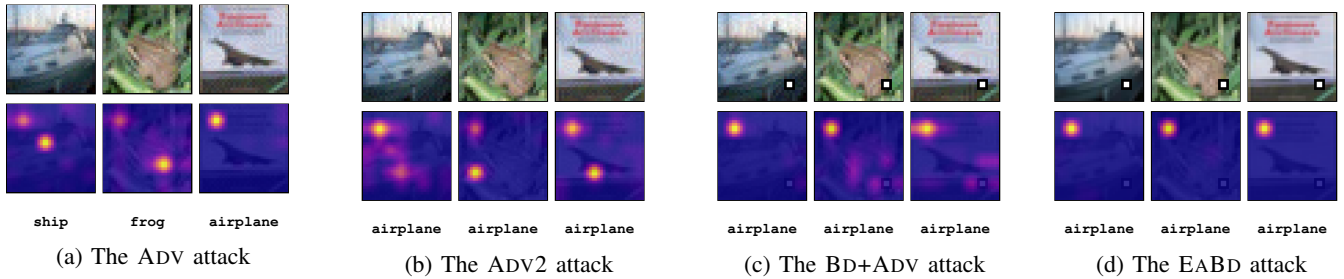 ship frog airplane
(a) The ADV attack
airplane airplane airplane
(b) The ADV2 attack
airplane airplane airplane
(c) The BD+ADV attack
airplane airplane airplane
(d) The EABD attack